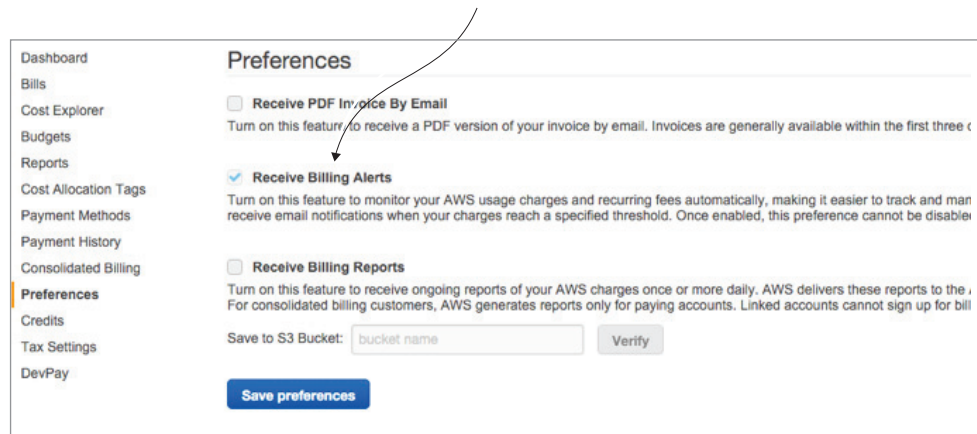 Dashboard
Bills
Cost Explorer
Budgets
Reports
Cost Allocation Tags
Payment Methods
Payment History
Consolidated Billing
Preferences
Credits
Tax Settings
DevPay
Preferences
Receive PDF Invoice By Email
Turn on this feature to receive a PDF version of your invoice by email. Invoices are generally available within the first three
Receive Billing Alerts
Turn on this feature to monitor your AWS usage charges and recurring fees automatically, making it easier to track and man
receive email notifications when your charges reach a specified threshold. Once enabled, this preference cannot be disabled
Receive Billing Reports
Turn on this feature to receive ongoing reports of your AWS charges once or more daily. AWS delivers these reports to the
For consolidated billing customers, AWS generates reports only for paying accounts. Linked accounts cannot sign up for bill
Save to S3 Bucket: bucket name Verify
Save preferences